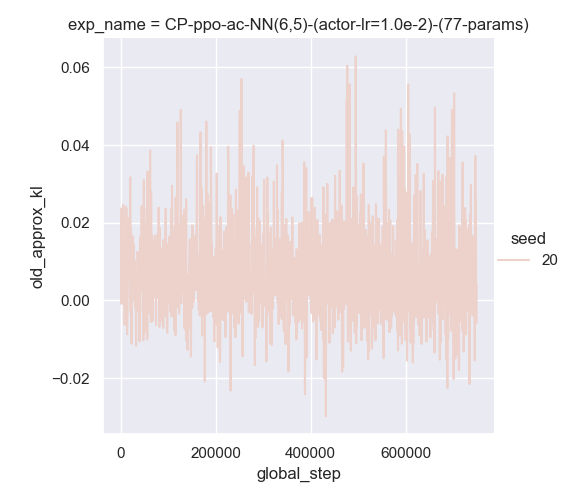 exp_name = CP-ppo-ac-NN(6,5)-(actor-lr=1.0e-2)-(77-params)
0.06
0.04
0.02
0.00
−0.02
old_approx_kl
seed
20
0
200000
400000
600000
global_step